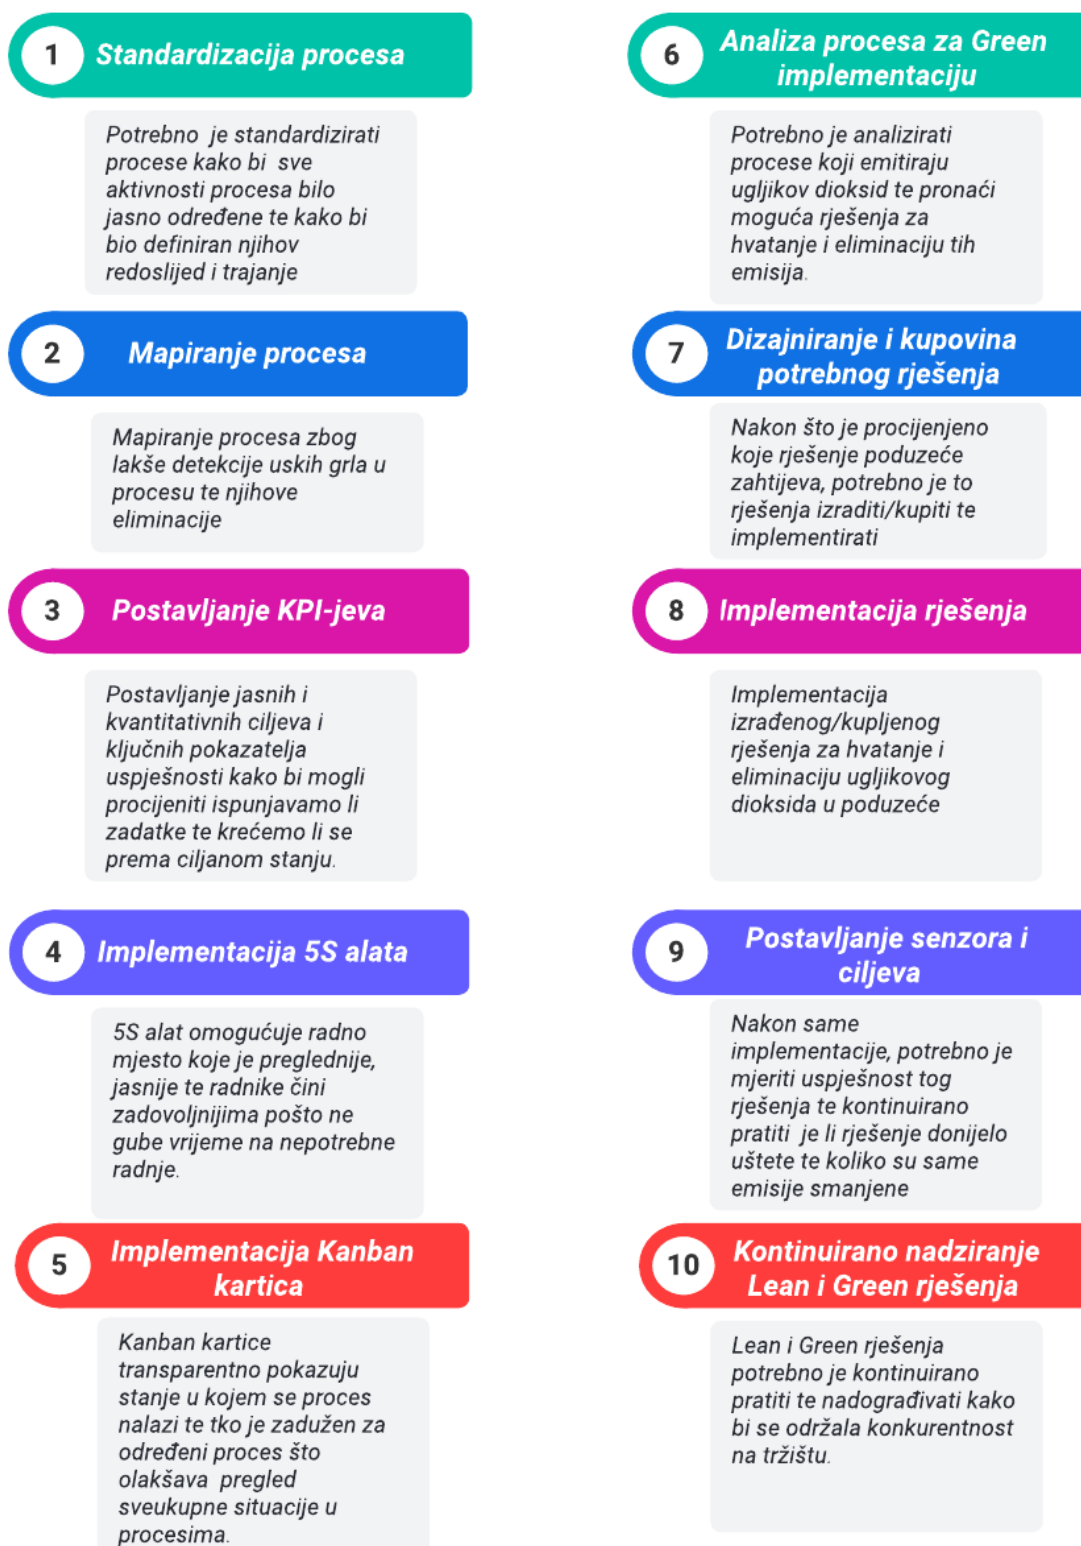 1
Standardizacija procesa
Potrebno je standardizirati
procese kako bi sve
aktivnosti procesa bilo
jasno određene te kako bi
bio definiran njihov
redoslijed i trajanje
2
Mapiranje procesa
Mapiranje procesa zbog
lakše detekcije uskih grla u
procesu te njihove
eliminacije
3
Postavljanje KPI-jeva
Postavljanje jasnih i
kvantitativnih ciljeva i
ključnih pokazatelja
uspješnosti kako bi mogli
procijeniti ispunjavamo li
zadatke te krećemo li se
prema ciljanom stanju.
4
Implementacija 5S alata
5S alat omogućuje radno
mjesto koje je preglednije,
jasnije te radnike čini
zadovoljnijima pošto ne
gube vrijeme na nepotrebne
radnje.
5
Implementacija Kanban
kartica
Kanban kartice
transparentno pokazuju
stanje u kojem se proces
nalazi te tko je zadužen za
određeni proces što
olakšava pregled
sveukupne situacije u
procesima.
6
Analiza procesa za Green
implementaciju
Potrebno je analizirati
procese koji emitiraju
ugljikov dioksid te pronaći
moguća rješenja za
hvatanje i eliminaciju tih
emisija.
7
Dizajniranje i kupovina
potrebnog rješenja
Nakon što je procijenjeno
koje rješenje poduzeće
zahtijeva, potrebno je to
rješenja izraditi/kupiti te
implementirati
8
Implementacija rješenja
Implementacija
izrađenog/kupljenog
rješenja za hvatanje i
eliminaciju ugljikovog
dioksida u poduzeće
9
Postavljanje senzora i
ciljeva
Nakon same
implementacije, potrebno je
mjeriti uspješnost tog
rješenja te kontinuirano
pratiti je li rješenje donijelo
uštete te koliko su same
emisije smanjene
10
Kontinuirano nadziranje
Lean i Green rješenja
Lean i Green rješenja
potrebno je kontinuirano
pratiti te nadograđivati kako
bi se održala konkurentnost
na tržištu.